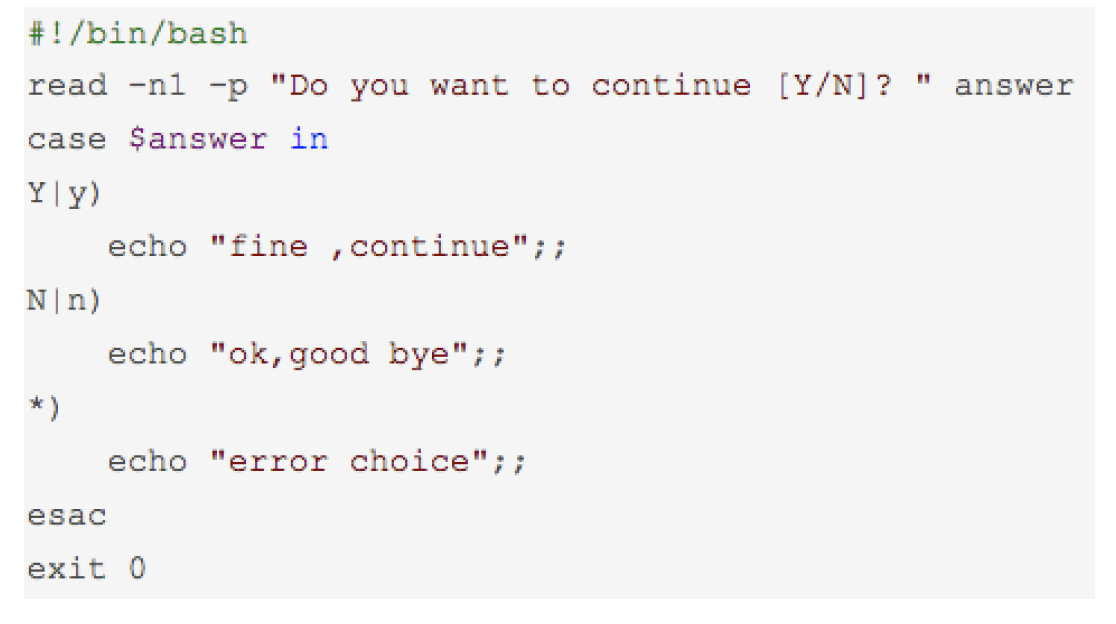 #!/bin/bash
read -n1 -p "Do you want to continue [Y/N]? " answer
case $answer in
Y|y)
    echo "fine ,continue";;
N|n)
    echo "ok,good bye";;
*)
    echo "error choice";;
esac
exit 0